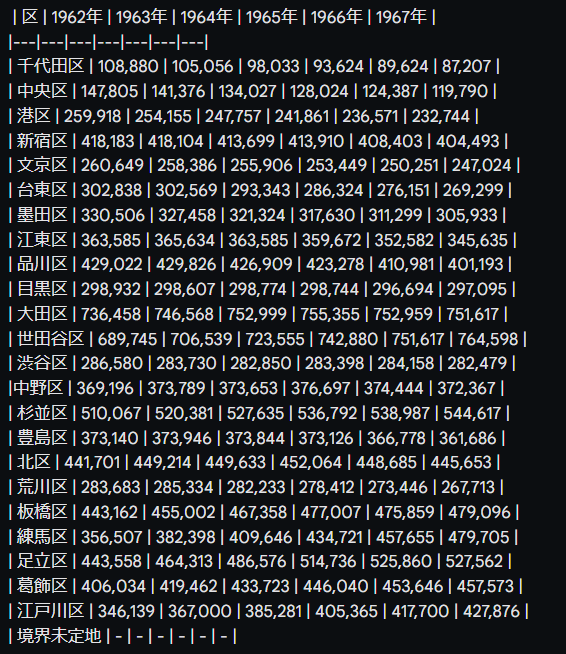 | 区 | 1962年 | 1963年 | 1964年 | 1965年 | 1966年 | 1967年 |
|---|---|---|---|---|---|---|
| 千代田区 | 108,880 | 105,056 | 98,033 | 93,624 | 89,624 | 87,207 |
| 中央区 | 147,805 | 141,376 | 134,027 | 128,024 | 124,387 | 119,790 |
| 港区 | 259,918 | 254,155 | 247,757 | 241,861 | 236,571 | 232,744 |
| 新宿区 | 418,183 | 418,104 | 413,699 | 413,910 | 408,403 | 404,493 |
| 文京区 | 260,649 | 258,386 | 255,906 | 253,449 | 250,251 | 247,024 |
| 台東区 | 302,838 | 302,569 | 293,343 | 286,324 | 276,151 | 269,299 |
| 墨田区 | 330,506 | 327,458 | 321,324 | 317,630 | 311,299 | 305,933 |
| 江東区 | 363,585 | 365,634 | 363,585 | 359,672 | 352,582 | 345,635 |
| 品川区 | 429,022 | 429,826 | 426,909 | 423,278 | 410,981 | 401,193 |
| 目黒区 | 298,932 | 298,607 | 298,774 | 298,744 | 296,694 | 297,095 |
| 大田区 | 736,458 | 746,568 | 752,999 | 755,355 | 752,959 | 751,617 |
| 世田谷区 | 689,745 | 706,539 | 723,555 | 742,880 | 751,617 | 764,598 |
| 渋谷区 | 286,580 | 283,730 | 282,850 | 283,398 | 284,158 | 282,479 |
|中野区 | 369,196 | 373,789 | 373,653 | 376,697 | 374,444 | 372,367 |
| 杉並区 | 510,067 | 520,381 | 527,635 | 536,792 | 538,987 | 544,617 |
| 豊島区 | 373,140 | 373,946 | 373,844 | 373,126 | 366,778 | 361,686 |
| 北区 | 441,701 | 449,214 | 449,633 | 452,064 | 448,685 | 445,653 |
| 荒川区 | 283,683 | 285,334 | 282,233 | 278,412 | 273,446 | 267,713 |
| 板橋区 | 443,162 | 455,002 | 467,358 | 477,007 | 475,859 | 479,096 |
| 練馬区 | 356,507 | 382,398 | 409,646 | 434,721 | 457,655 | 479,705 |
| 足立区 | 443,558 | 464,313 | 486,576 | 514,736 | 525,860 | 527,562 |
| 葛飾区 | 406,034 | 419,462 | 433,723 | 446,040 | 453,646 | 457,573 |
| 江戸川区 | 346,139 | 367,000 | 385,281 | 405,365 | 417,700 | 427,876 |
| 境界未定地 | - | - | - | - | - | - |